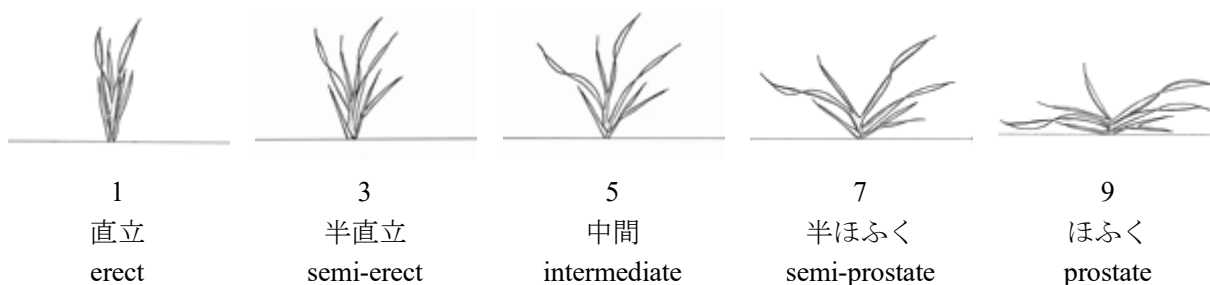 1 3 5 7 9
直立 半直立 中間 半ほふく ほふく
erect semi-erect intermediate semi-prostate prostate